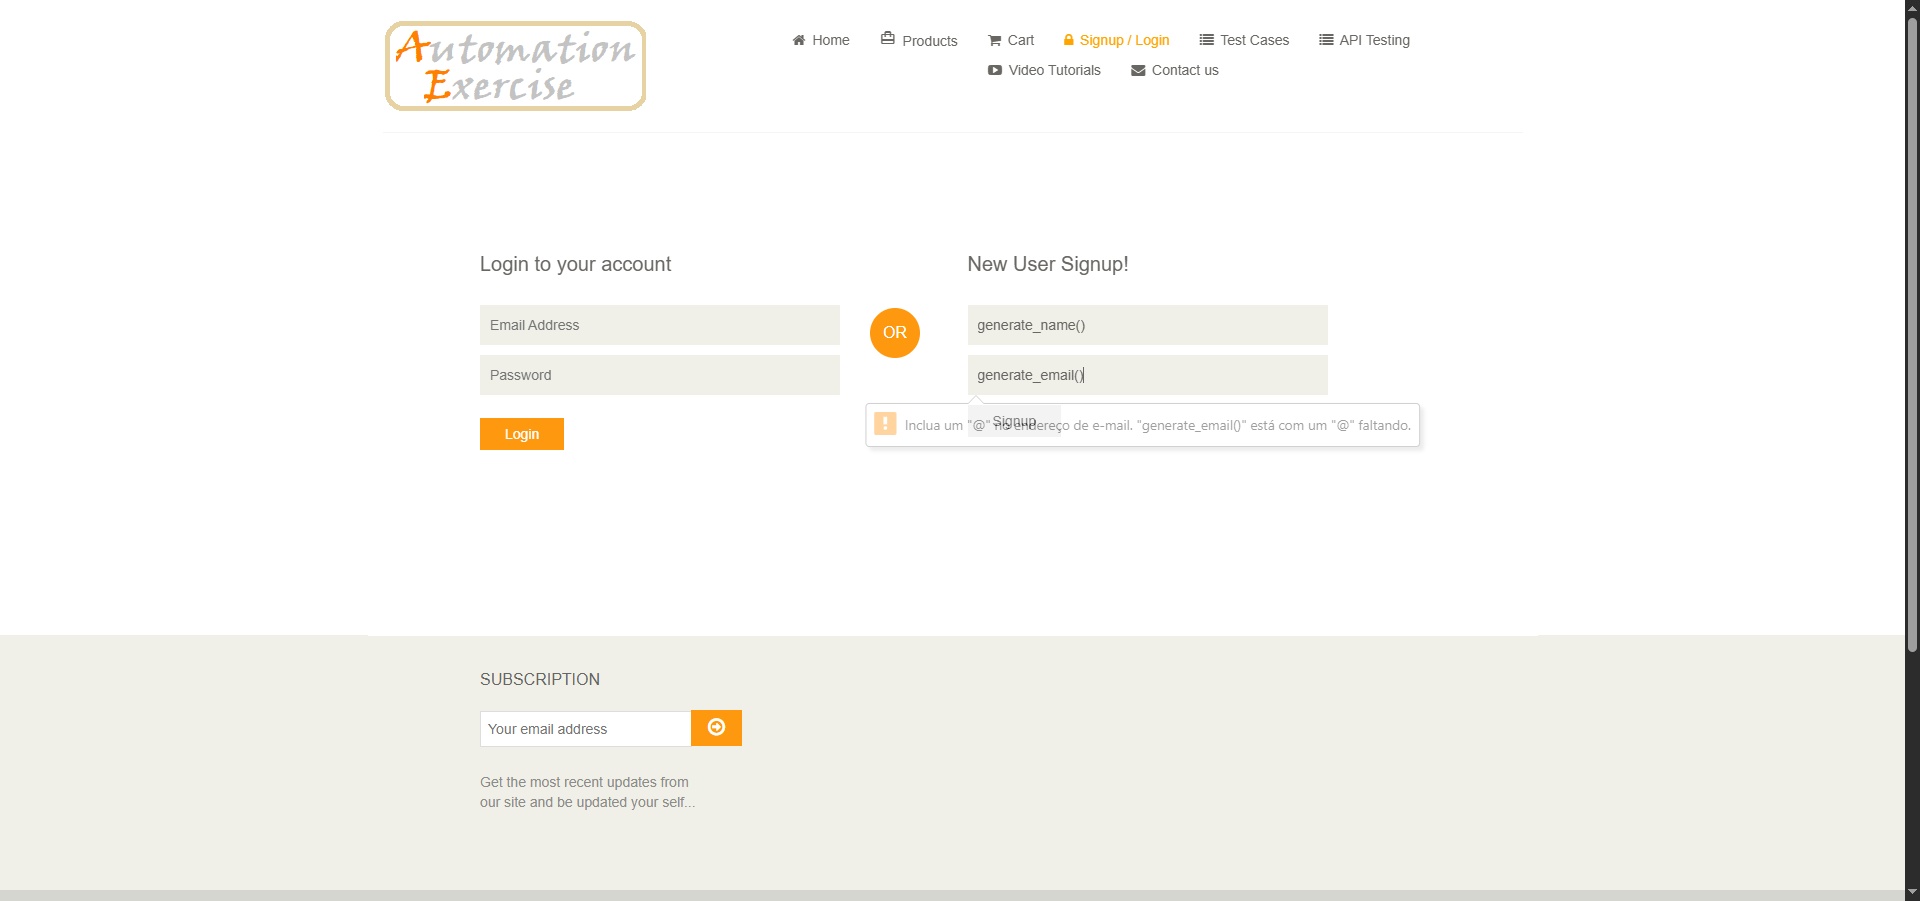 Automation
Exercise
Home
Products
Cart
Signup / Login
Test Cases
API Testing
Video Tutorials
Contact us
Login to your account
Email Address
Password
Login
OR
New User Signup!
generate_name()
generate_email()
Signup
Inclua um "@" no endereço de e-mail. "generate_email()" está com um "@" faltando.
SUBSCRIPTION
Your email address
Get the most recent updates from
our site and be updated your self...